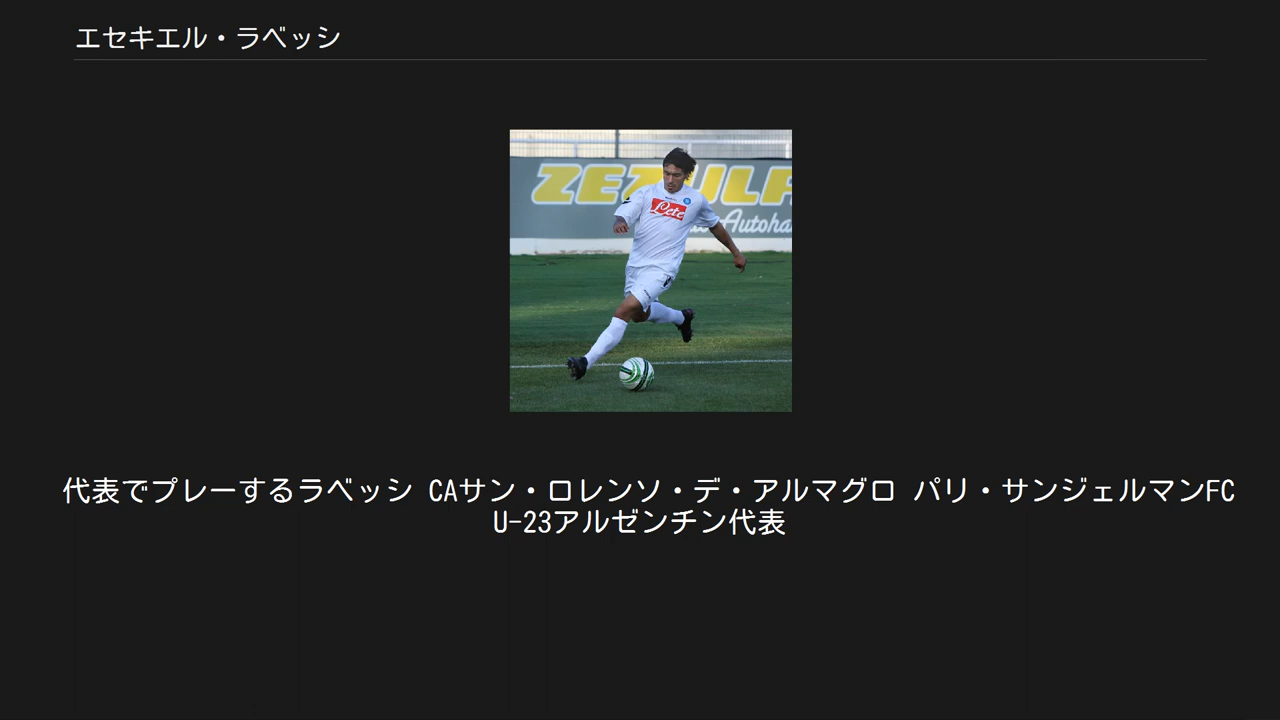 エセキエル・ラベッシ
ZEZULA
Autoha
Lete
代表でプレーするラベッシ CAサン・ロレンソ・デ・アルマグロ パリ・サンジェルマンFC
U-23アルゼンチン代表